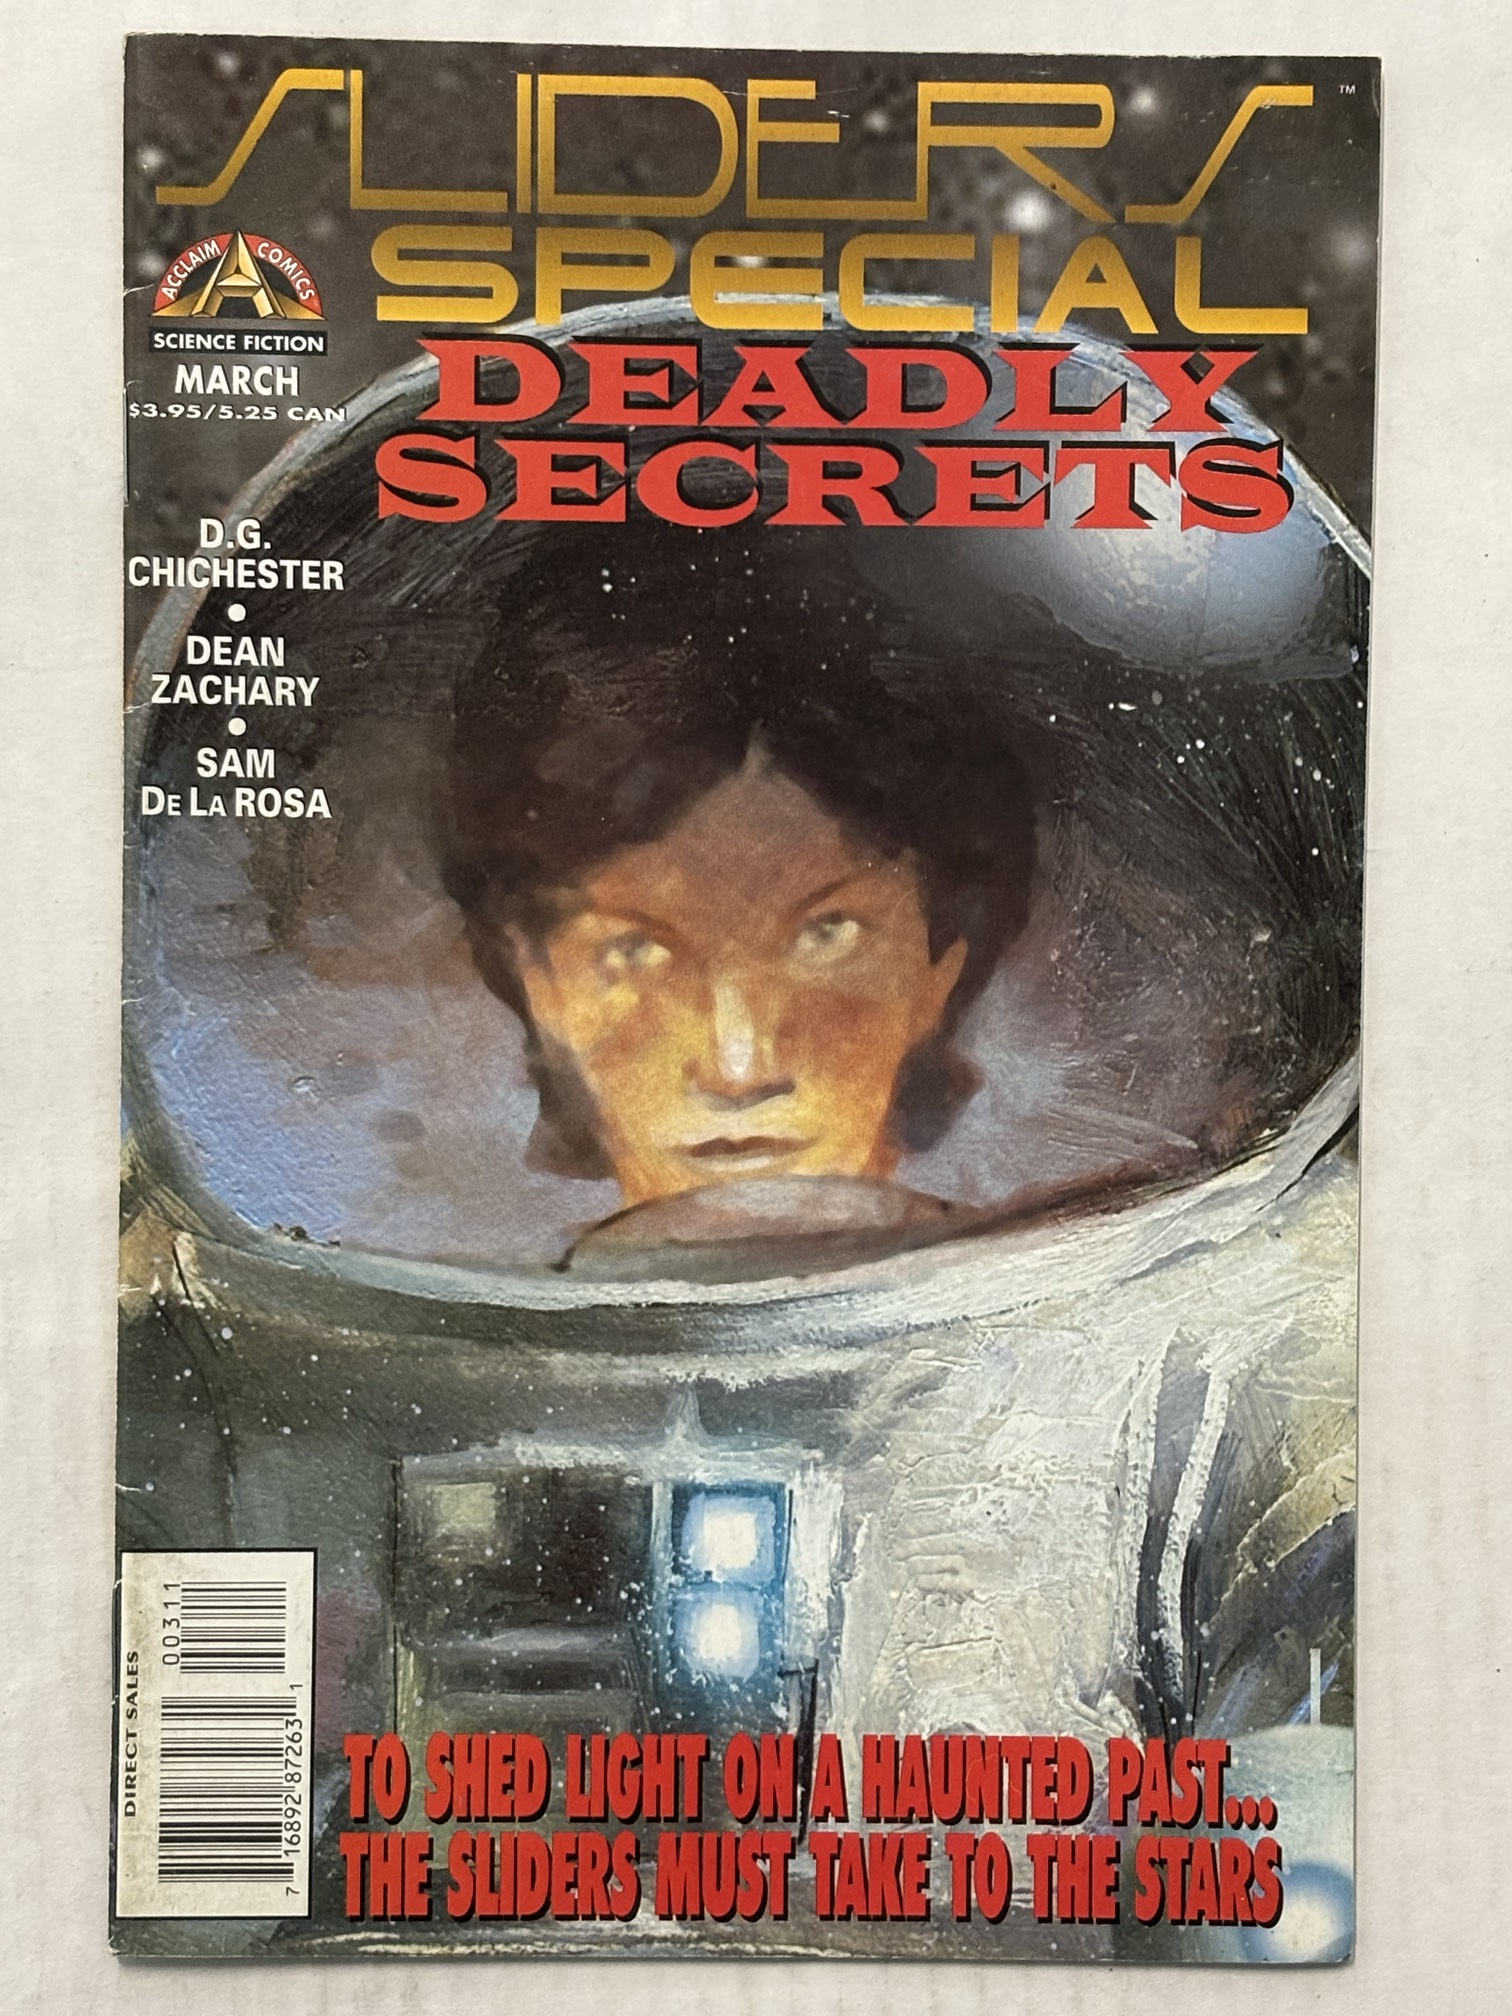 SLIDERS ™
SPECIAL
DEADLY
SECRETS
ACCLAIM COMICS
SCIENCE FICTION
MARCH
$3.95/5.25 CAN
D.G.
CHICHESTER
•
DEAN
ZACHARY
•
SAM
DE LA ROSA
DIRECT SALES
00311
7 16892 87263 1
TO SHED LIGHT ON A HAUNTED PAST...
THE SLIDERS MUST TAKE TO THE STARS